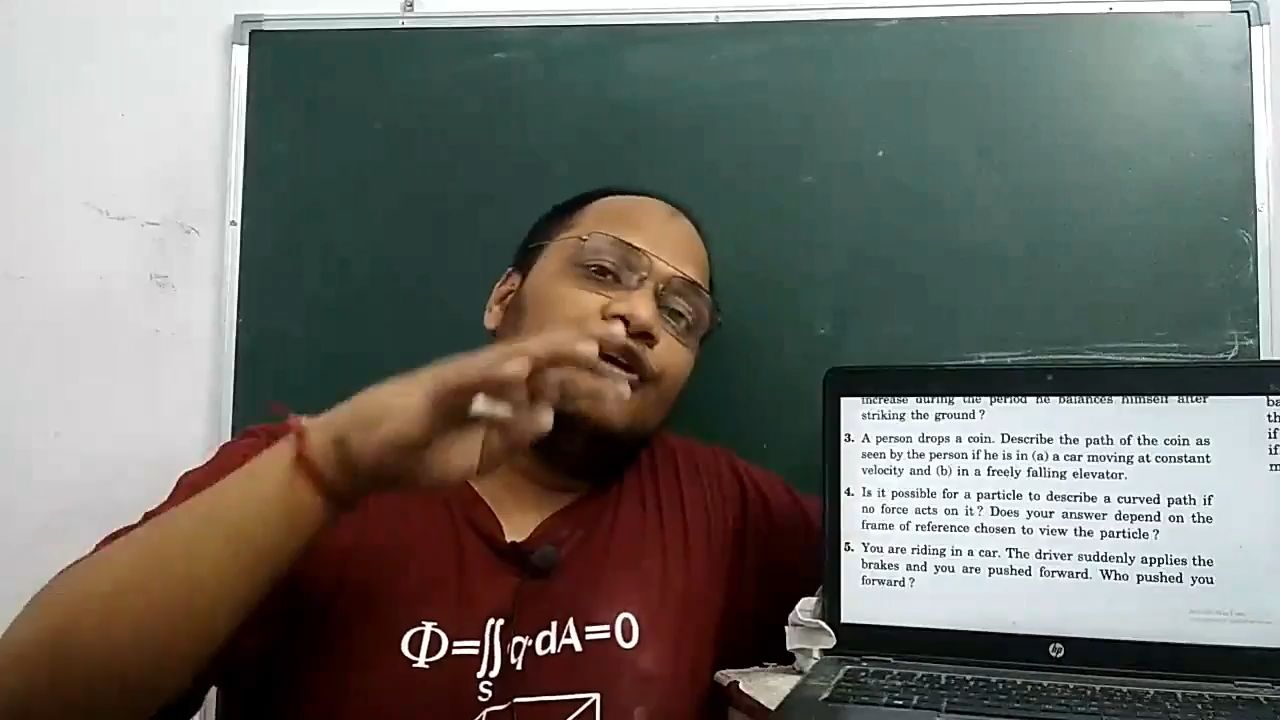 increase during the period he balances himself after
striking the ground ?
3. A person drops a coin. Describe the path of the coin as
seen by the person if he is in (a) a car moving at constant
velocity and (b) in a freely falling elevator.
4. Is it possible for a particle to describe a curved path if
no force acts on it ? Does your answer depend on the
frame of reference chosen to view the particle ?
5. You are riding in a car. The driver suddenly applies the
brakes and you are pushed forward. Who pushed you
forward ?
ba
th
if
if
m
hp
Φ=∬q·dA=0
S